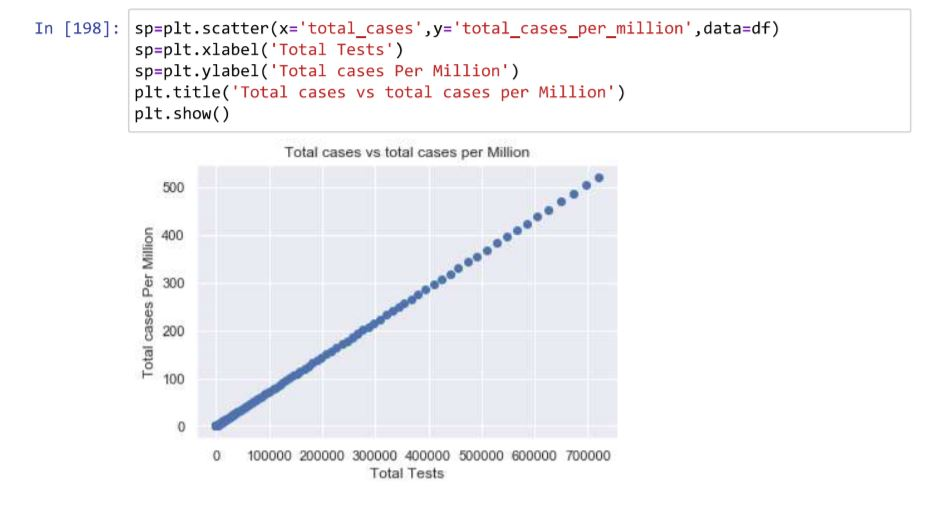 In [198]: sp=plt.scatter(x='total_cases',y='total_cases_per_million',data=df)
sp=plt.xlabel('Total Tests')
sp=plt.ylabel('Total cases Per Million')
plt.title('Total cases vs total cases per Million')
plt.show()
Total cases vs total cases per Million
500
400
300
200
100
0
Total cases Per Million
0 100000 200000 300000 400000 500000 600000 700000
Total Tests